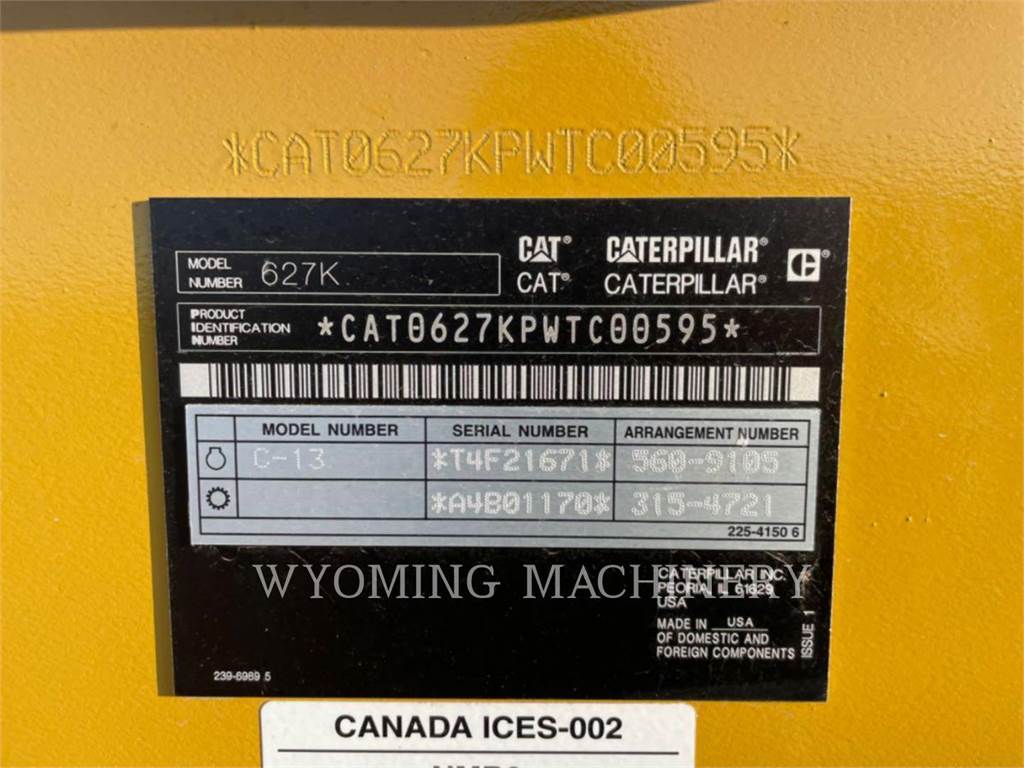 *CAT0627KPWTC00595*
CAT® CATERPILLAR®
CAT® CATERPILLAR®
MODEL
NUMBER 627K
PRODUCT
IDENTIFICATION
NUMBER
*CAT0627KPWTC00595*
MODEL NUMBER SERIAL NUMBER ARRANGEMENT NUMBER
C-13 *T4F21671* 560-9105
*A4B01170* 315-4721
225-4150 6
WYOMING MACHINERY
CATERPILLAR INC.
PEORIA, IL 61629
USA
MADE IN USA
OF DOMESTIC AND
FOREIGN COMPONENTS
ISSUE 1
239-6989 5
CANADA ICES-002